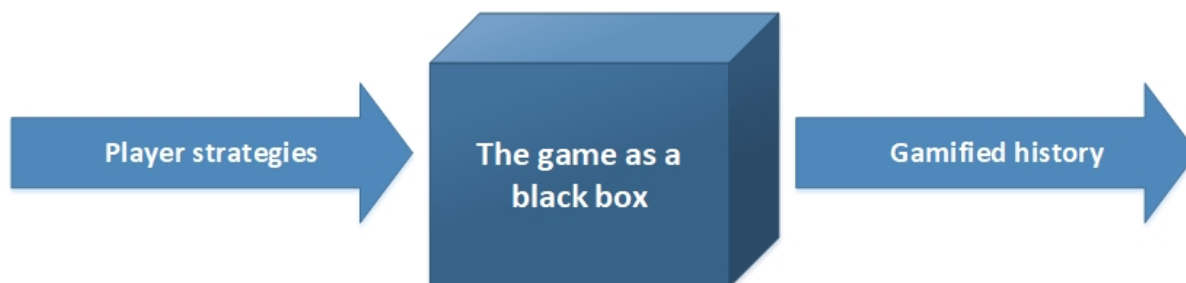 Player strategies
The game as a
black box
Gamified history